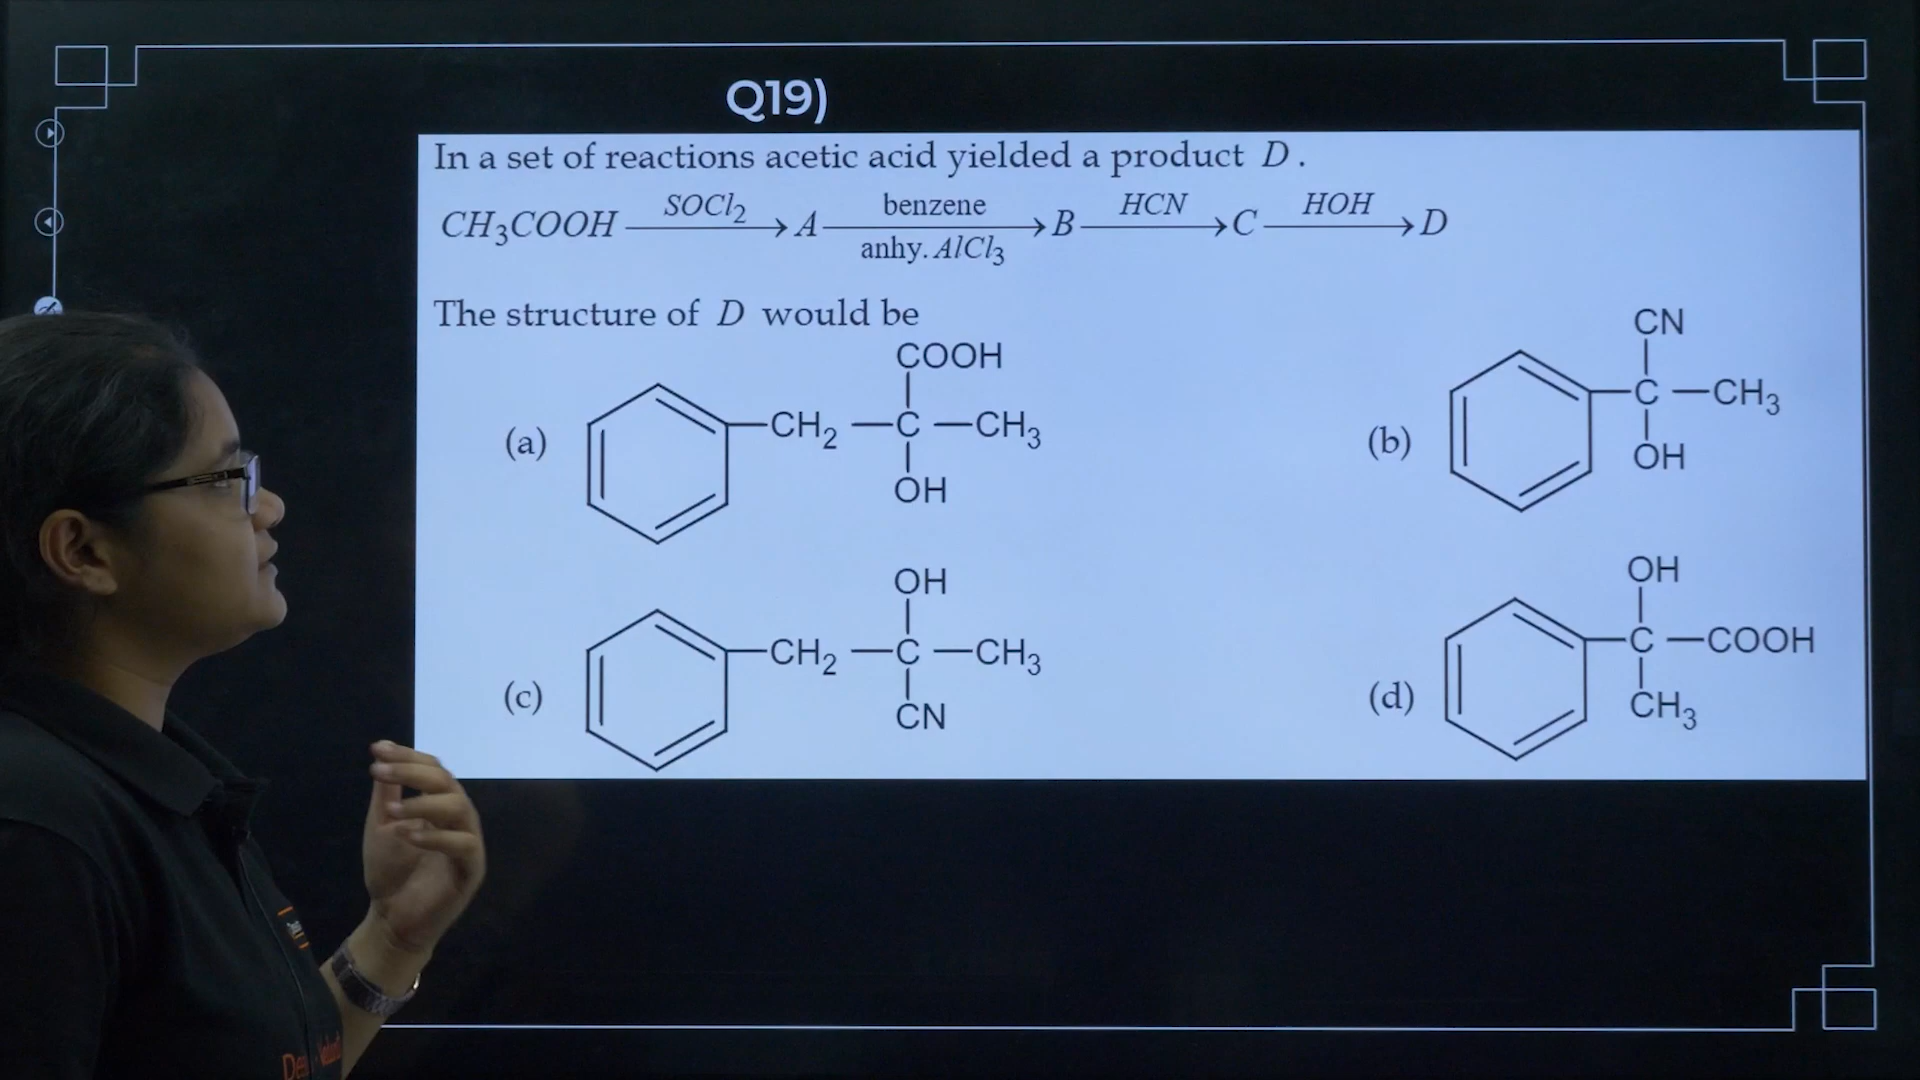 Q19)
In a set of reactions acetic acid yielded a product D.
CH₃COOH —SOCl₂→ A —benzene / anhy. AlCl₃→ B —HCN→ C —HOH→ D
The structure of D would be
(a) CH₂ — C — CH₃
COOH
OH
(b) C — CH₃
CN
OH
(c) CH₂ — C — CH₃
OH
CN
(d) C — COOH
OH
CH₃